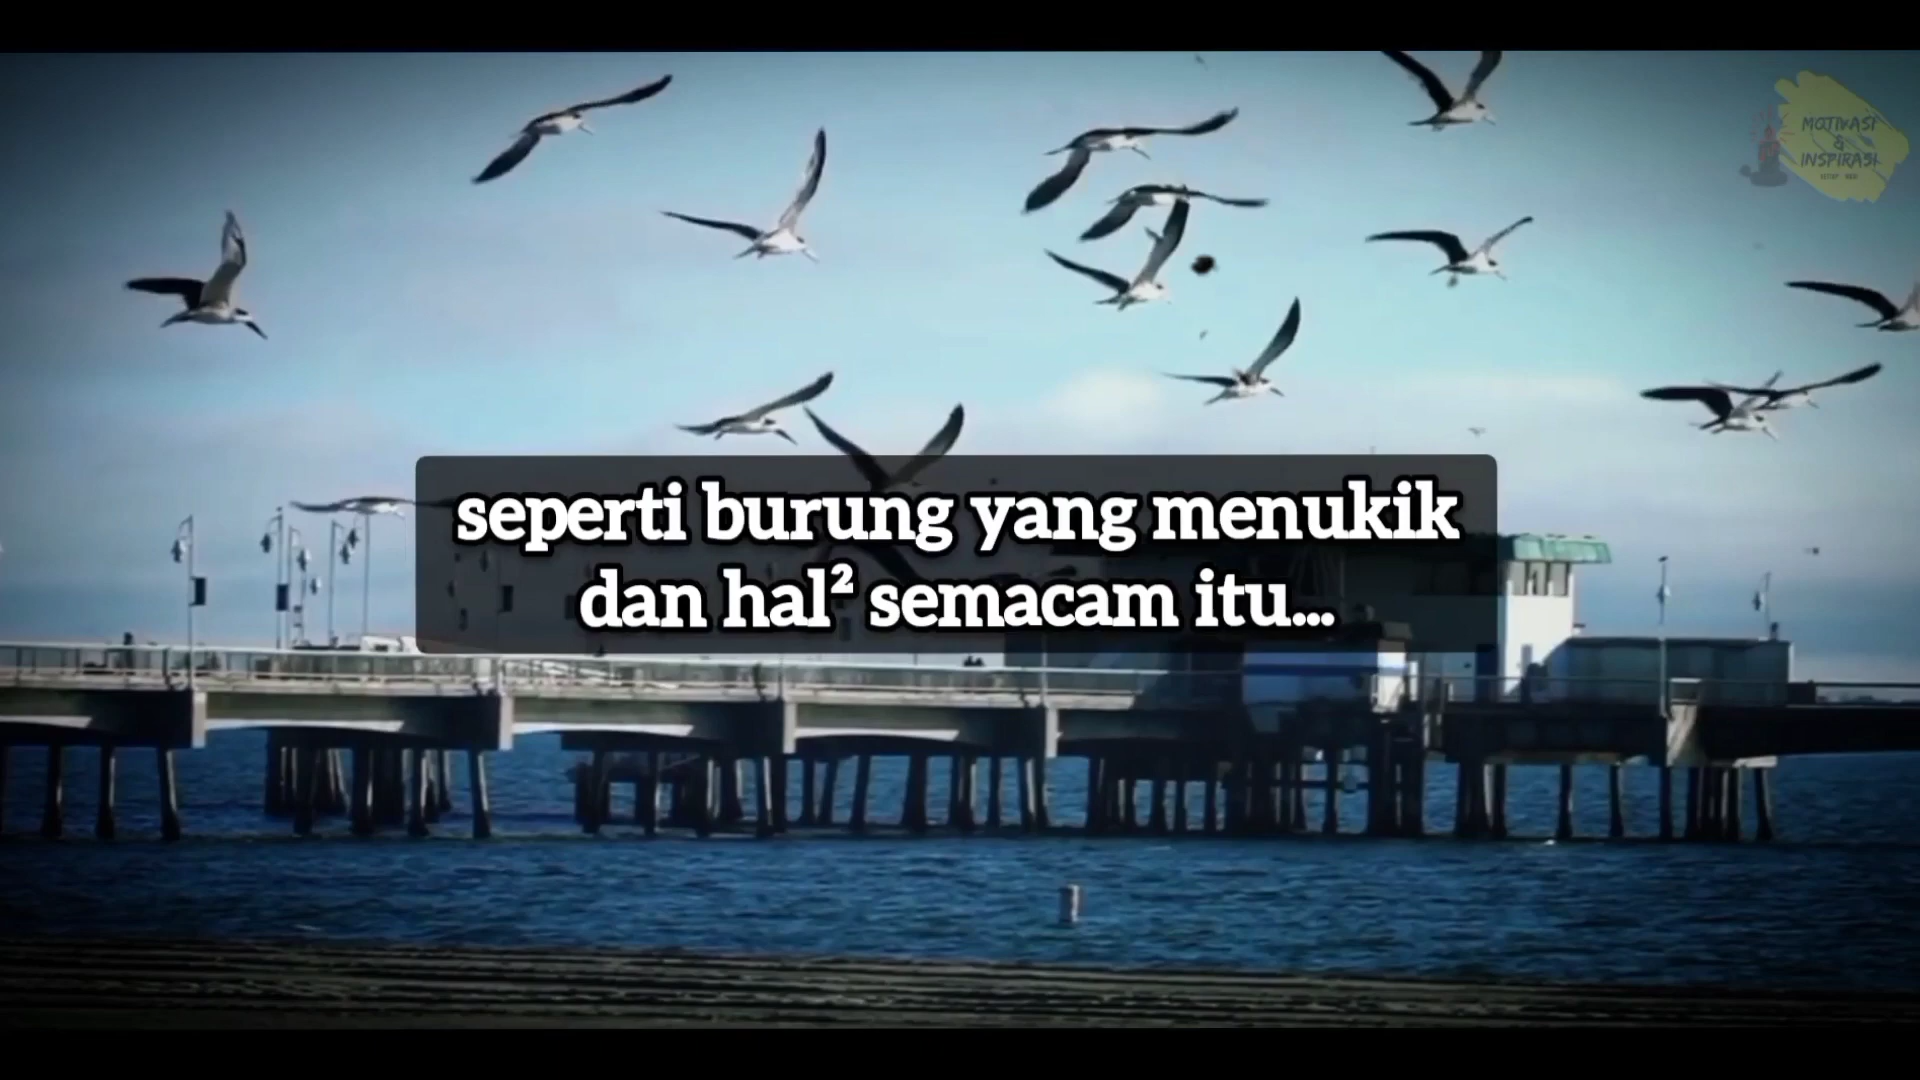 MOTIVASI
&
INSPIRASI
seperti burung yang menukik
dan hal² semacam itu...